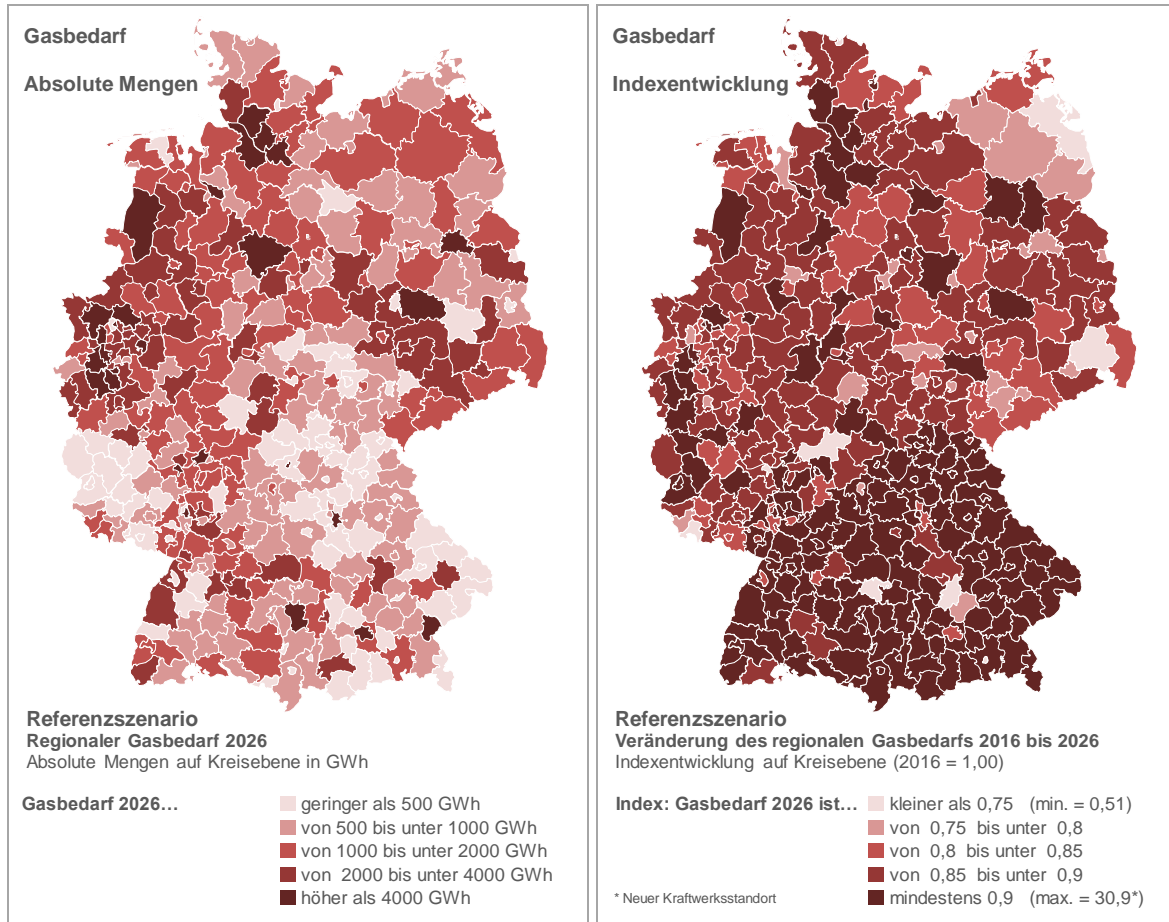 Gasbedarf
Absolute Mengen
Referenzszenario
Regionaler Gasbedarf 2026
Absolute Mengen auf Kreisebene in GWh
Gasbedarf 2026…
geringer als 500 GWh
von 500 bis unter 1000 GWh
von 1000 bis unter 2000 GWh
von 2000 bis unter 4000 GWh
höher als 4000 GWh
Gasbedarf
Indexentwicklung
Referenzszenario
Veränderung des regionalen Gasbedarfs 2016 bis 2026
Indexentwicklung auf Kreisebene (2016 = 1,00)
Index: Gasbedarf 2026 ist…
kleiner als 0,75 (min. = 0,51)
von 0,75 bis unter 0,8
von 0,8 bis unter 0,85
von 0,85 bis unter 0,9
* Neuer Kraftwerksstandort
mindestens 0,9 (max. = 30,9*)